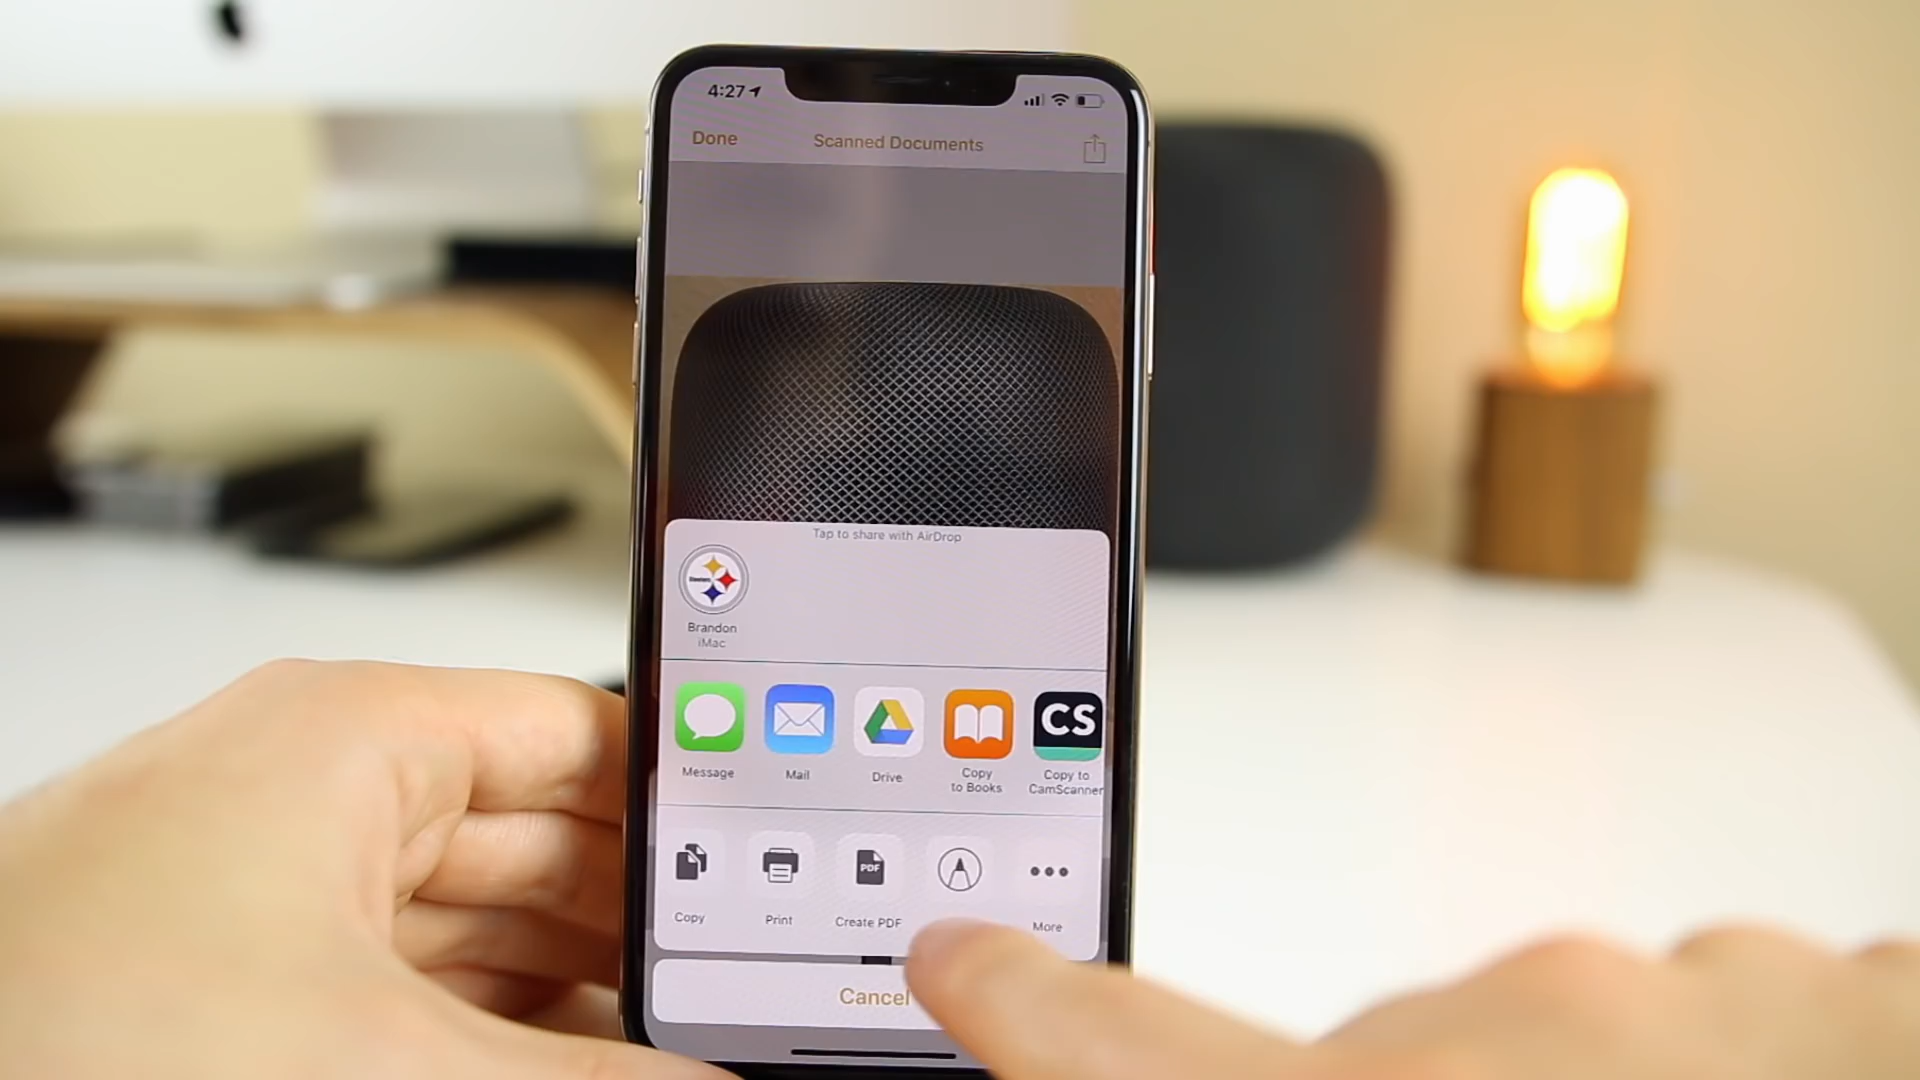 4:27
Done
Scanned Documents
Tap to share with AirDrop
Steelers
Brandon
iMac
CS
Message
Mail
Drive
Copy
to Books
Copy to
CamScanner
PDF
Copy
Print
Create PDF
More
Cancel